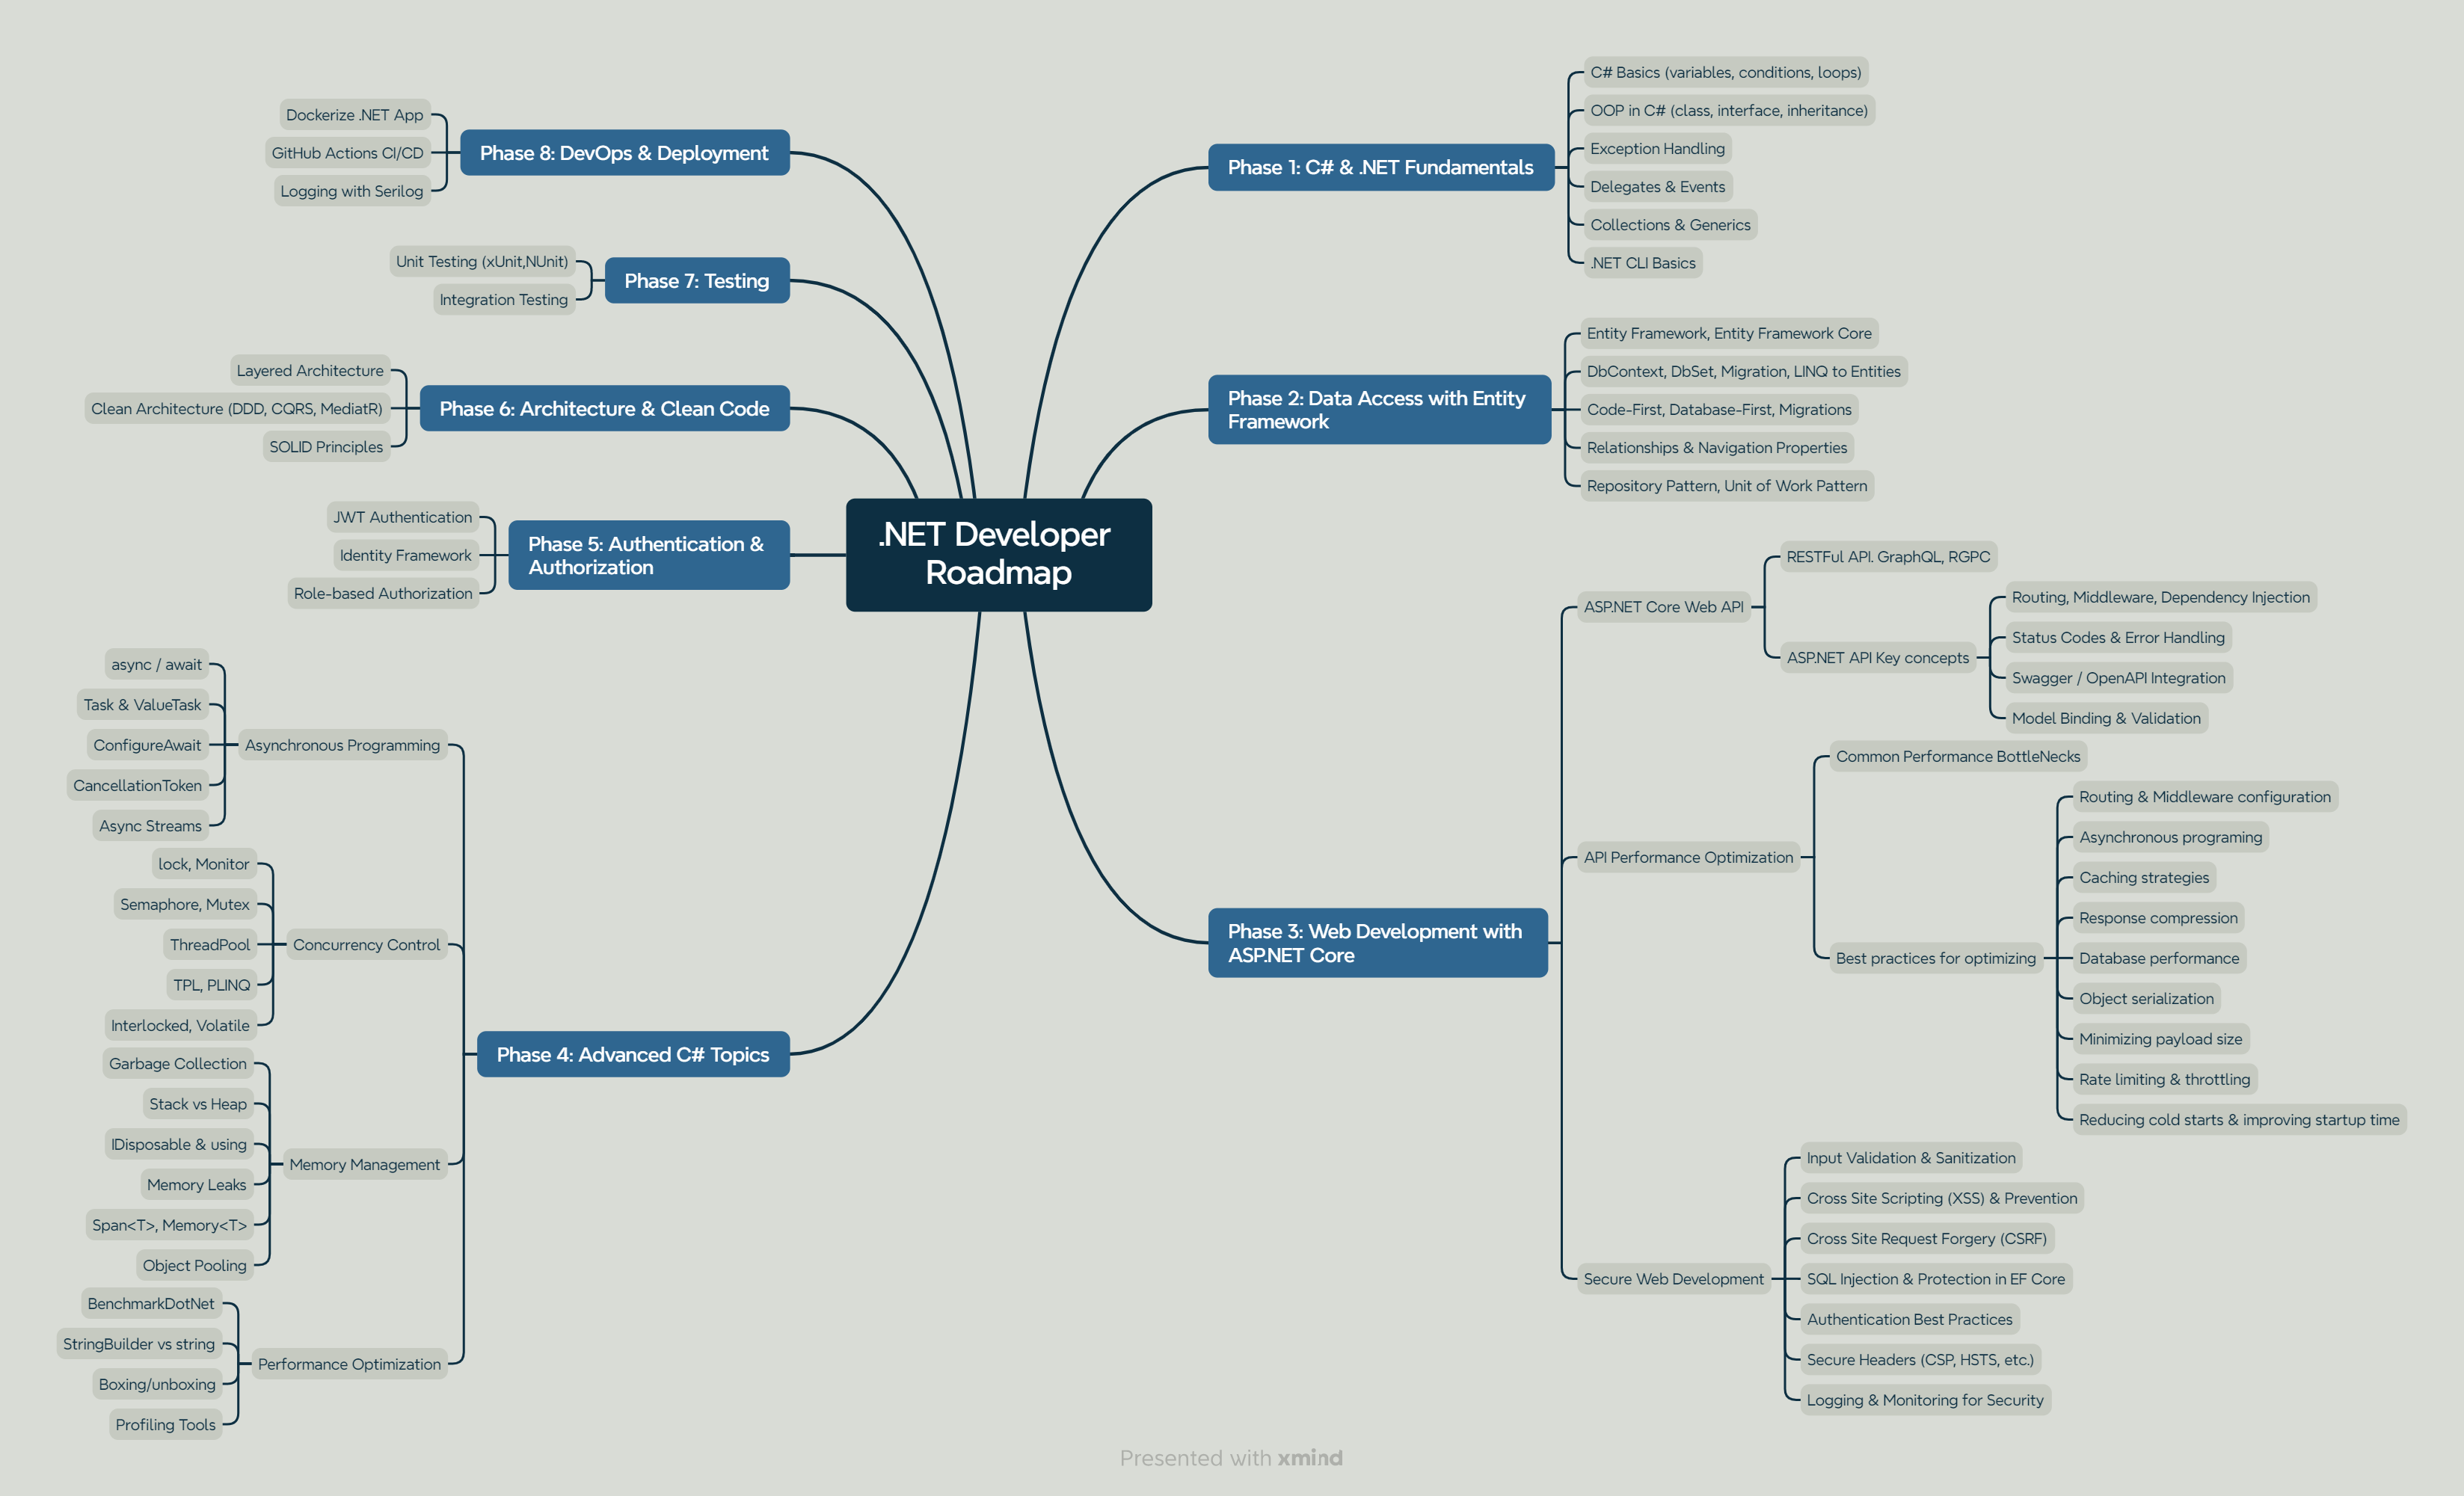 .NET Developer
Roadmap
Phase 1: C# & .NET Fundamentals
C# Basics (variables, conditions, loops)
OOP in C# (class, interface, inheritance)
Exception Handling
Delegates & Events
Collections & Generics
.NET CLI Basics
Phase 2: Data Access with Entity
Framework
Entity Framework, Entity Framework Core
DbContext, DbSet, Migration, LINQ to Entities
Code-First, Database-First, Migrations
Relationships & Navigation Properties
Repository Pattern, Unit of Work Pattern
Phase 3: Web Development with
ASP.NET Core
ASP.NET Core Web API
RESTFul API. GraphQL, RGPC
ASP.NET API Key concepts
Routing, Middleware, Dependency Injection
Status Codes & Error Handling
Swagger / OpenAPI Integration
Model Binding & Validation
API Performance Optimization
Common Performance BottleNecks
Best practices for optimizing
Routing & Middleware configuration
Asynchronous programing
Caching strategies
Response compression
Database performance
Object serialization
Minimizing payload size
Rate limiting & throttling
Reducing cold starts & improving startup time
Secure Web Development
Input Validation & Sanitization
Cross Site Scripting (XSS) & Prevention
Cross Site Request Forgery (CSRF)
SQL Injection & Protection in EF Core
Authentication Best Practices
Secure Headers (CSP, HSTS, etc.)
Logging & Monitoring for Security
Phase 4: Advanced C# Topics
Asynchronous Programming
async / await
Task & ValueTask
ConfigureAwait
CancellationToken
Async Streams
Concurrency Control
lock, Monitor
Semaphore, Mutex
ThreadPool
TPL, PLINQ
Interlocked, Volatile
Memory Management
Garbage Collection
Stack vs Heap
IDisposable & using
Memory Leaks
Span<T>, Memory<T>
Object Pooling
Performance Optimization
BenchmarkDotNet
StringBuilder vs string
Boxing/unboxing
Profiling Tools
Phase 5: Authentication &
Authorization
JWT Authentication
Identity Framework
Role-based Authorization
Phase 6: Architecture & Clean Code
Layered Architecture
Clean Architecture (DDD, CQRS, MediatR)
SOLID Principles
Phase 7: Testing
Unit Testing (xUnit,NUnit)
Integration Testing
Phase 8: DevOps & Deployment
Dockerize .NET App
GitHub Actions CI/CD
Logging with Serilog
Presented with xmind